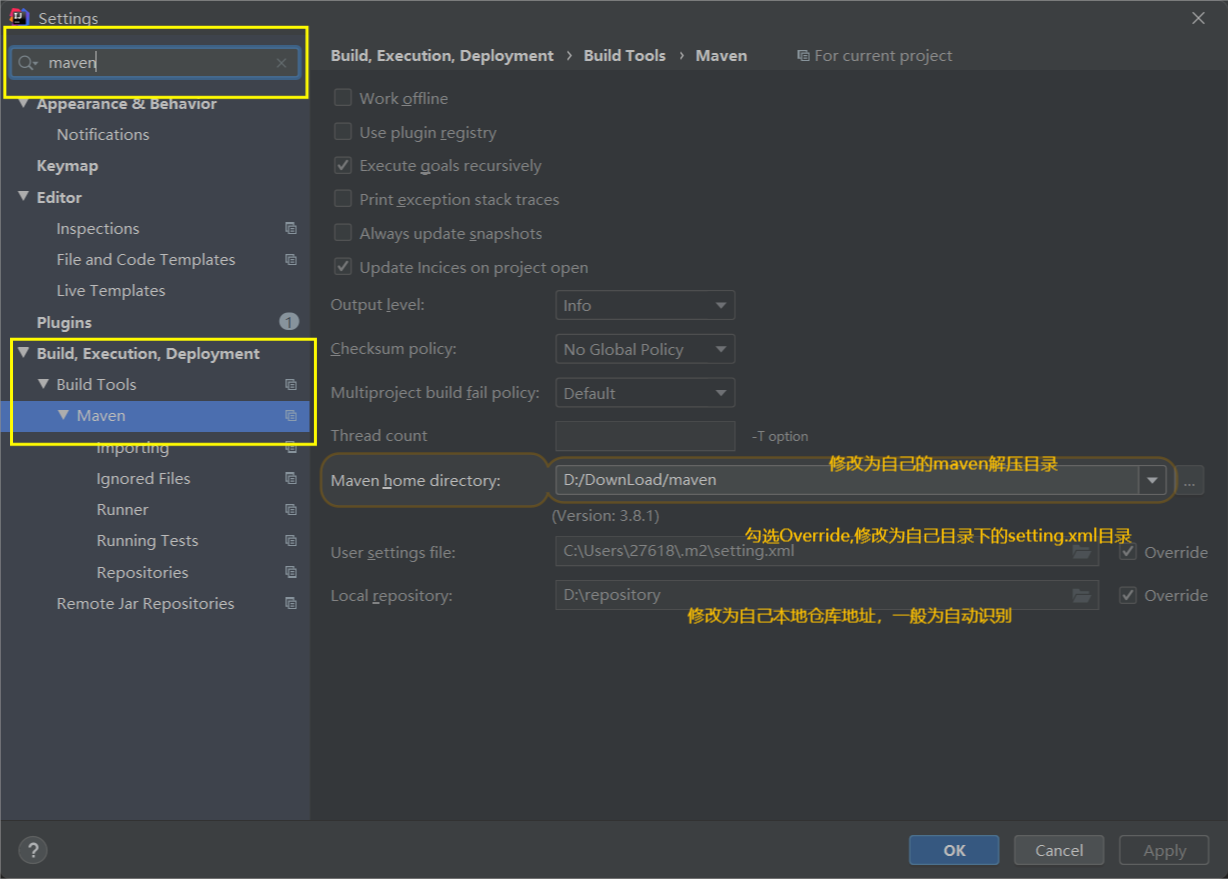 Settings
maven
Build, Execution, Deployment › Build Tools › Maven For current project
Appearance & Behavior
Notifications
Keymap
Editor
Inspections
File and Code Templates
Live Templates
Plugins 1
Build, Execution, Deployment
Build Tools
Maven
Importing
Ignored Files
Runner
Running Tests
Repositories
Remote Jar Repositories
Work offline
Use plugin registry
Execute goals recursively
Print exception stack traces
Always update snapshots
Update Incices on project open
Output level: Info
Checksum policy: No Global Policy
Multiproject build fail policy: Default
Thread count -T option
修改为自己的maven解压目录
Maven home directory: D:/DownLoad/maven ...
(Version: 3.8.1)
勾选Override,修改为自己目录下的setting.xml目录
User settings file: C:\Users\27618\.m2\setting.xml Override
Local repository: D:\repository Override
修改为自己本地仓库地址，一般为自动识别
? OK Cancel Apply